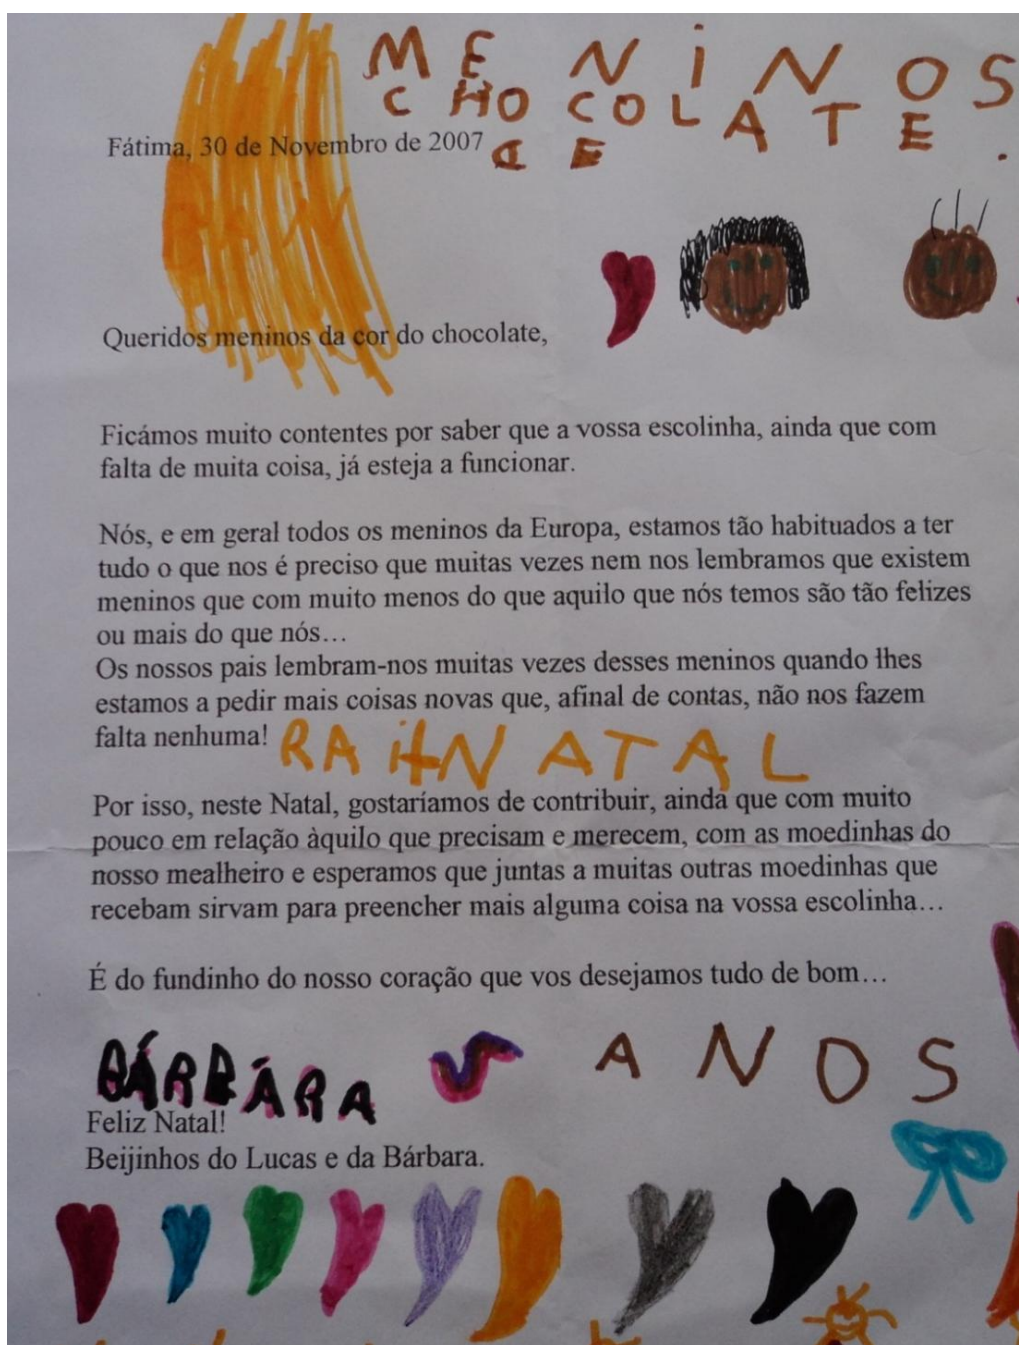 MENINOS
CHOCOLATE
DE .
Fátima, 30 de Novembro de 2007
Queridos meninos da cor do chocolate,
Ficámos muito contentes por saber que a vossa escolinha, ainda que com
falta de muita coisa, já esteja a funcionar.
Nós, e em geral todos os meninos da Europa, estamos tão habituados a ter
tudo o que nos é preciso que muitas vezes nem nos lembramos que existem
meninos que com muito menos do que aquilo que nós temos são tão felizes
ou mais do que nós…
Os nossos pais lembram-nos muitas vezes desses meninos quando lhes
estamos a pedir mais coisas novas que, afinal de contas, não nos fazem
falta nenhuma!
NATAL
Por isso, neste Natal, gostaríamos de contribuir, ainda que com muito
pouco em relação àquilo que precisam e merecem, com as moedinhas do
nosso mealheiro e esperamos que juntas a muitas outras moedinhas que
recebam sirvam para preencher mais alguma coisa na vossa escolinha…
É do fundinho do nosso coração que vos desejamos tudo de bom…
BÁRBARA 5 ANOS
Feliz Natal!
Beijinhos do Lucas e da Bárbara.